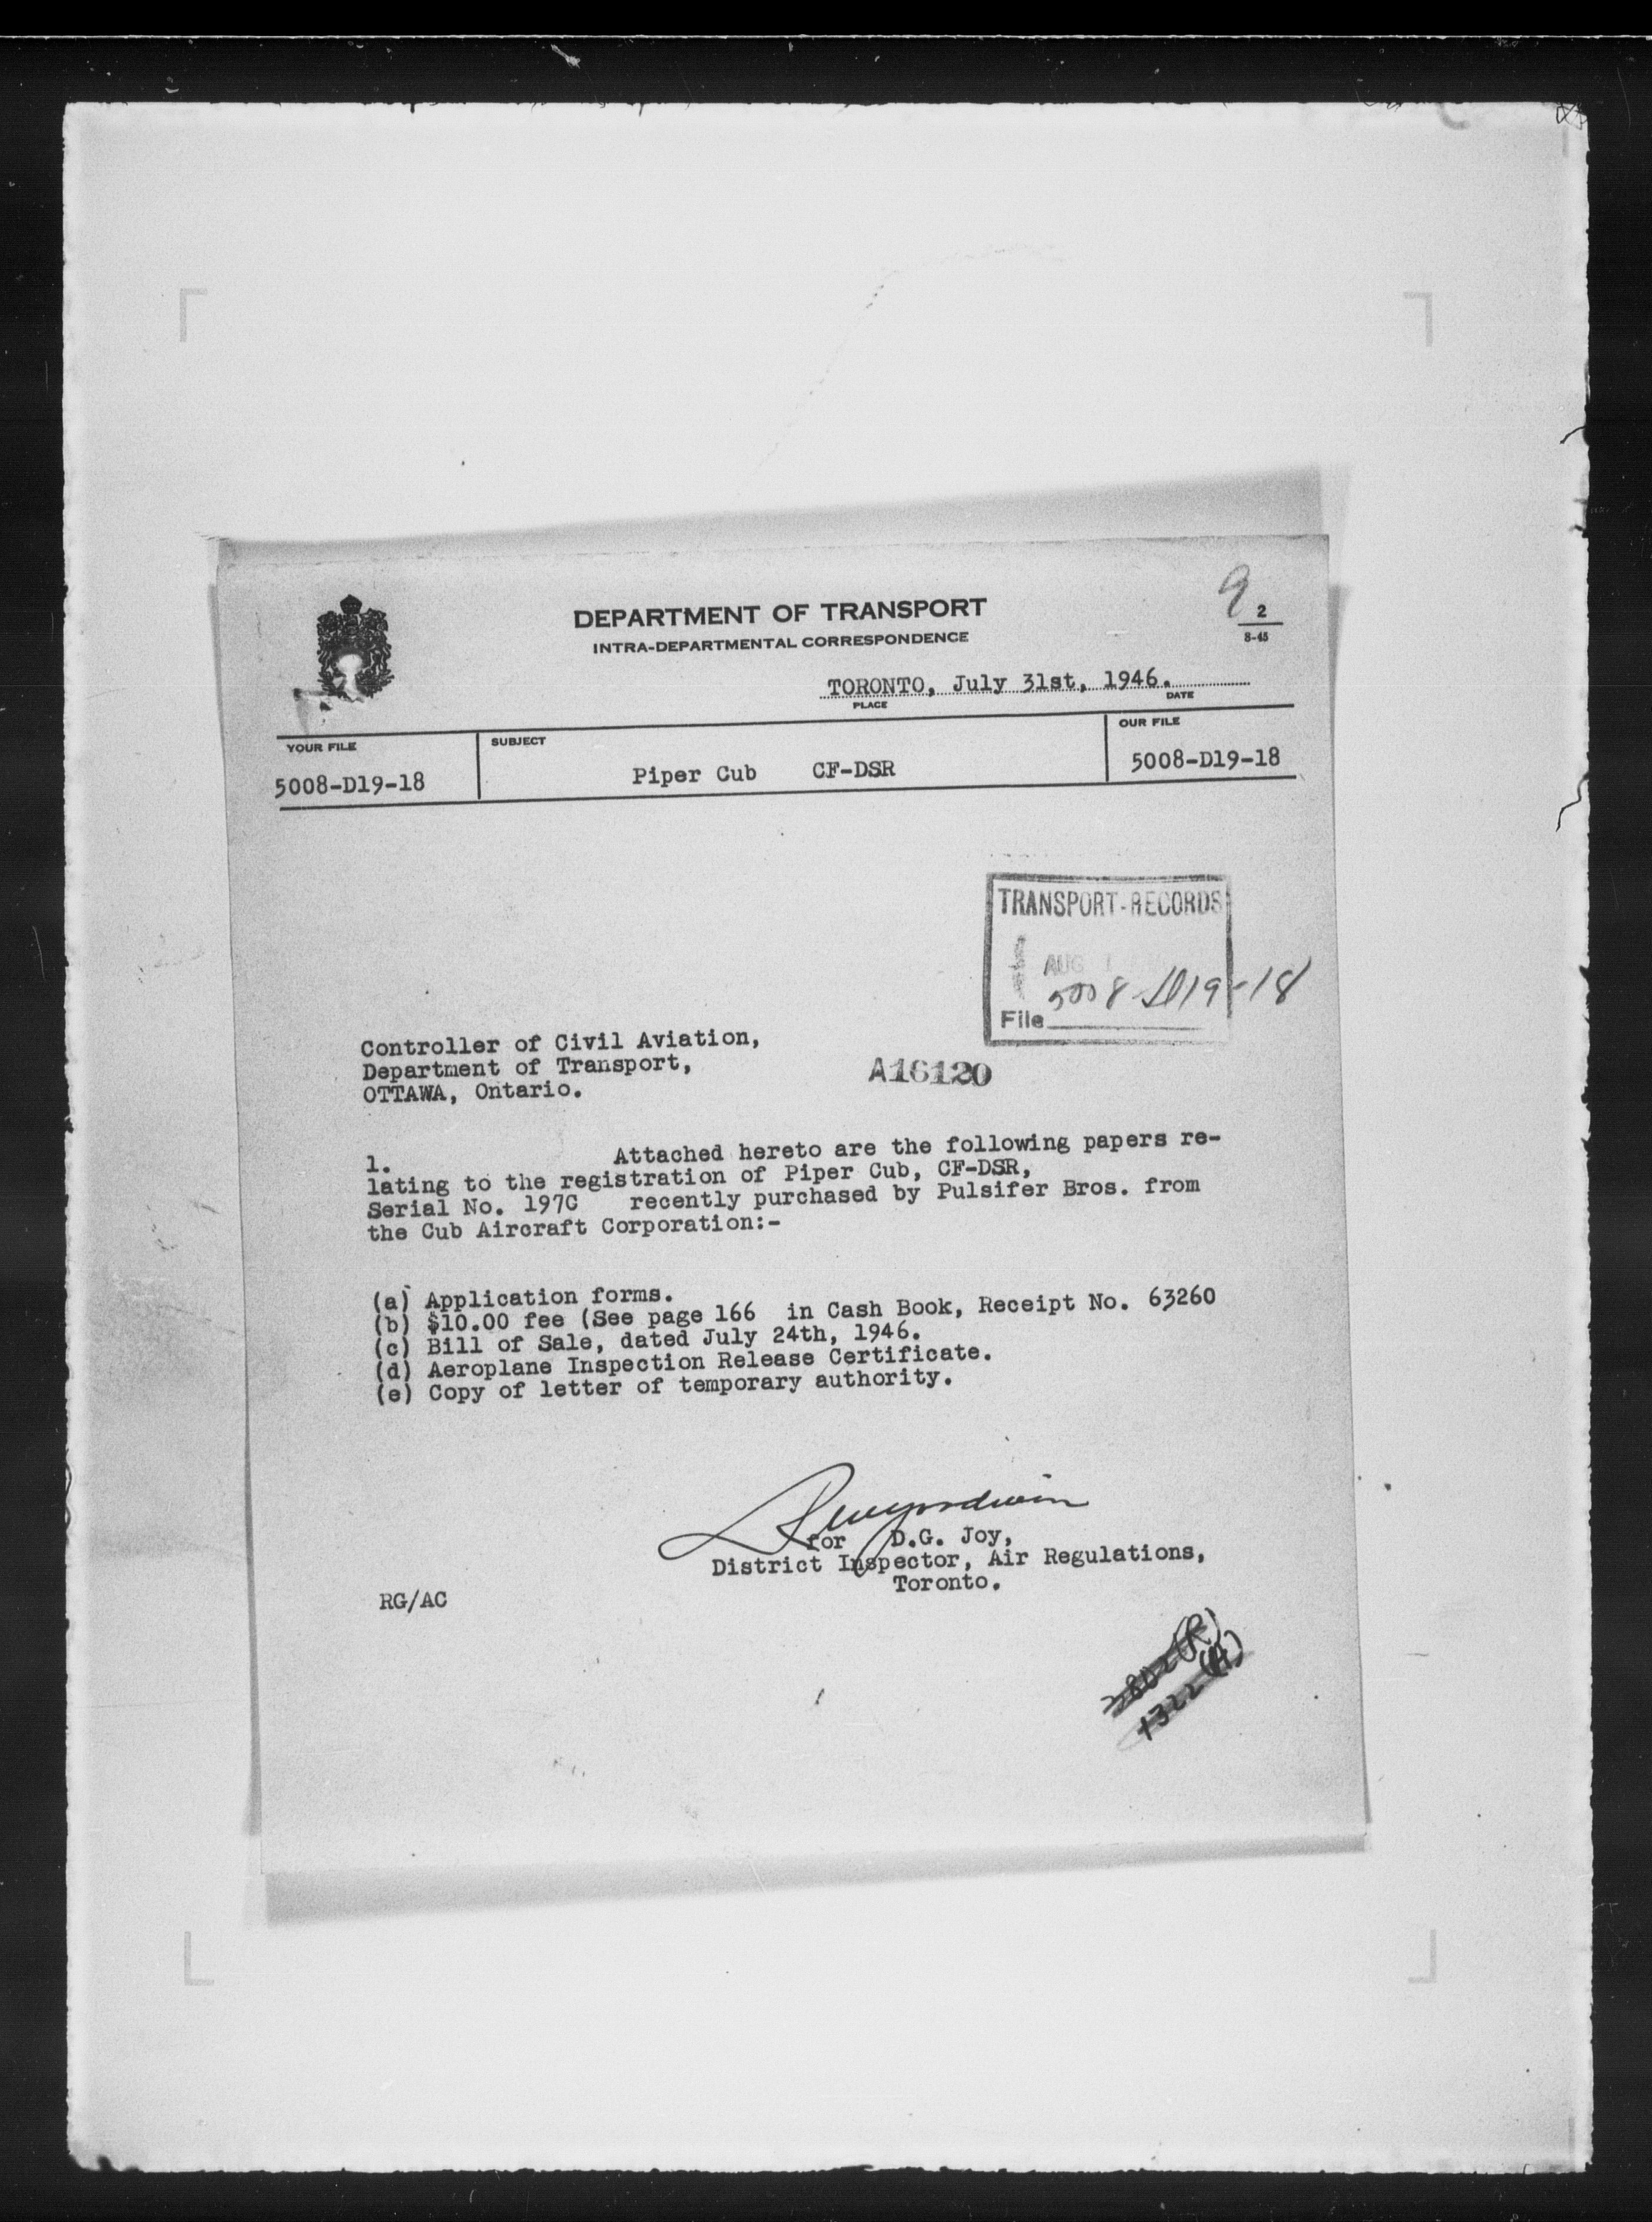 9
DEPARTMENT OF TRANSPORT
INTRA-DEPARTMENTAL CORRESPONDENCE
2
8-45
TORONTO, July 31st, 1946.
PLACE
DATE
YOUR FILE
SUBJECT
OUR FILE
5008-D19-18
Piper Cub CF-DSR
5008-D19-18
TRANSPORT-RECORDS
AUG
5008-D19-18
File
Controller of Civil Aviation,
Department of Transport,
OTTAWA, Ontario.
A16120
1. Attached hereto are the following papers re-
lating to the registration of Piper Cub, CF-DSR,
Serial No. 197C recently purchased by Pulsifer Bros. from
the Cub Aircraft Corporation:-
(a) Application forms.
(b) $10.00 fee (See page 166 in Cash Book, Receipt No. 63260
(c) Bill of Sale, dated July 24th, 1946.
(d) Aeroplane Inspection Release Certificate.
(e) Copy of letter of temporary authority.
for D.G. Joy,
District Inspector, Air Regulations,
Toronto.
RG/AC
1322 (A)